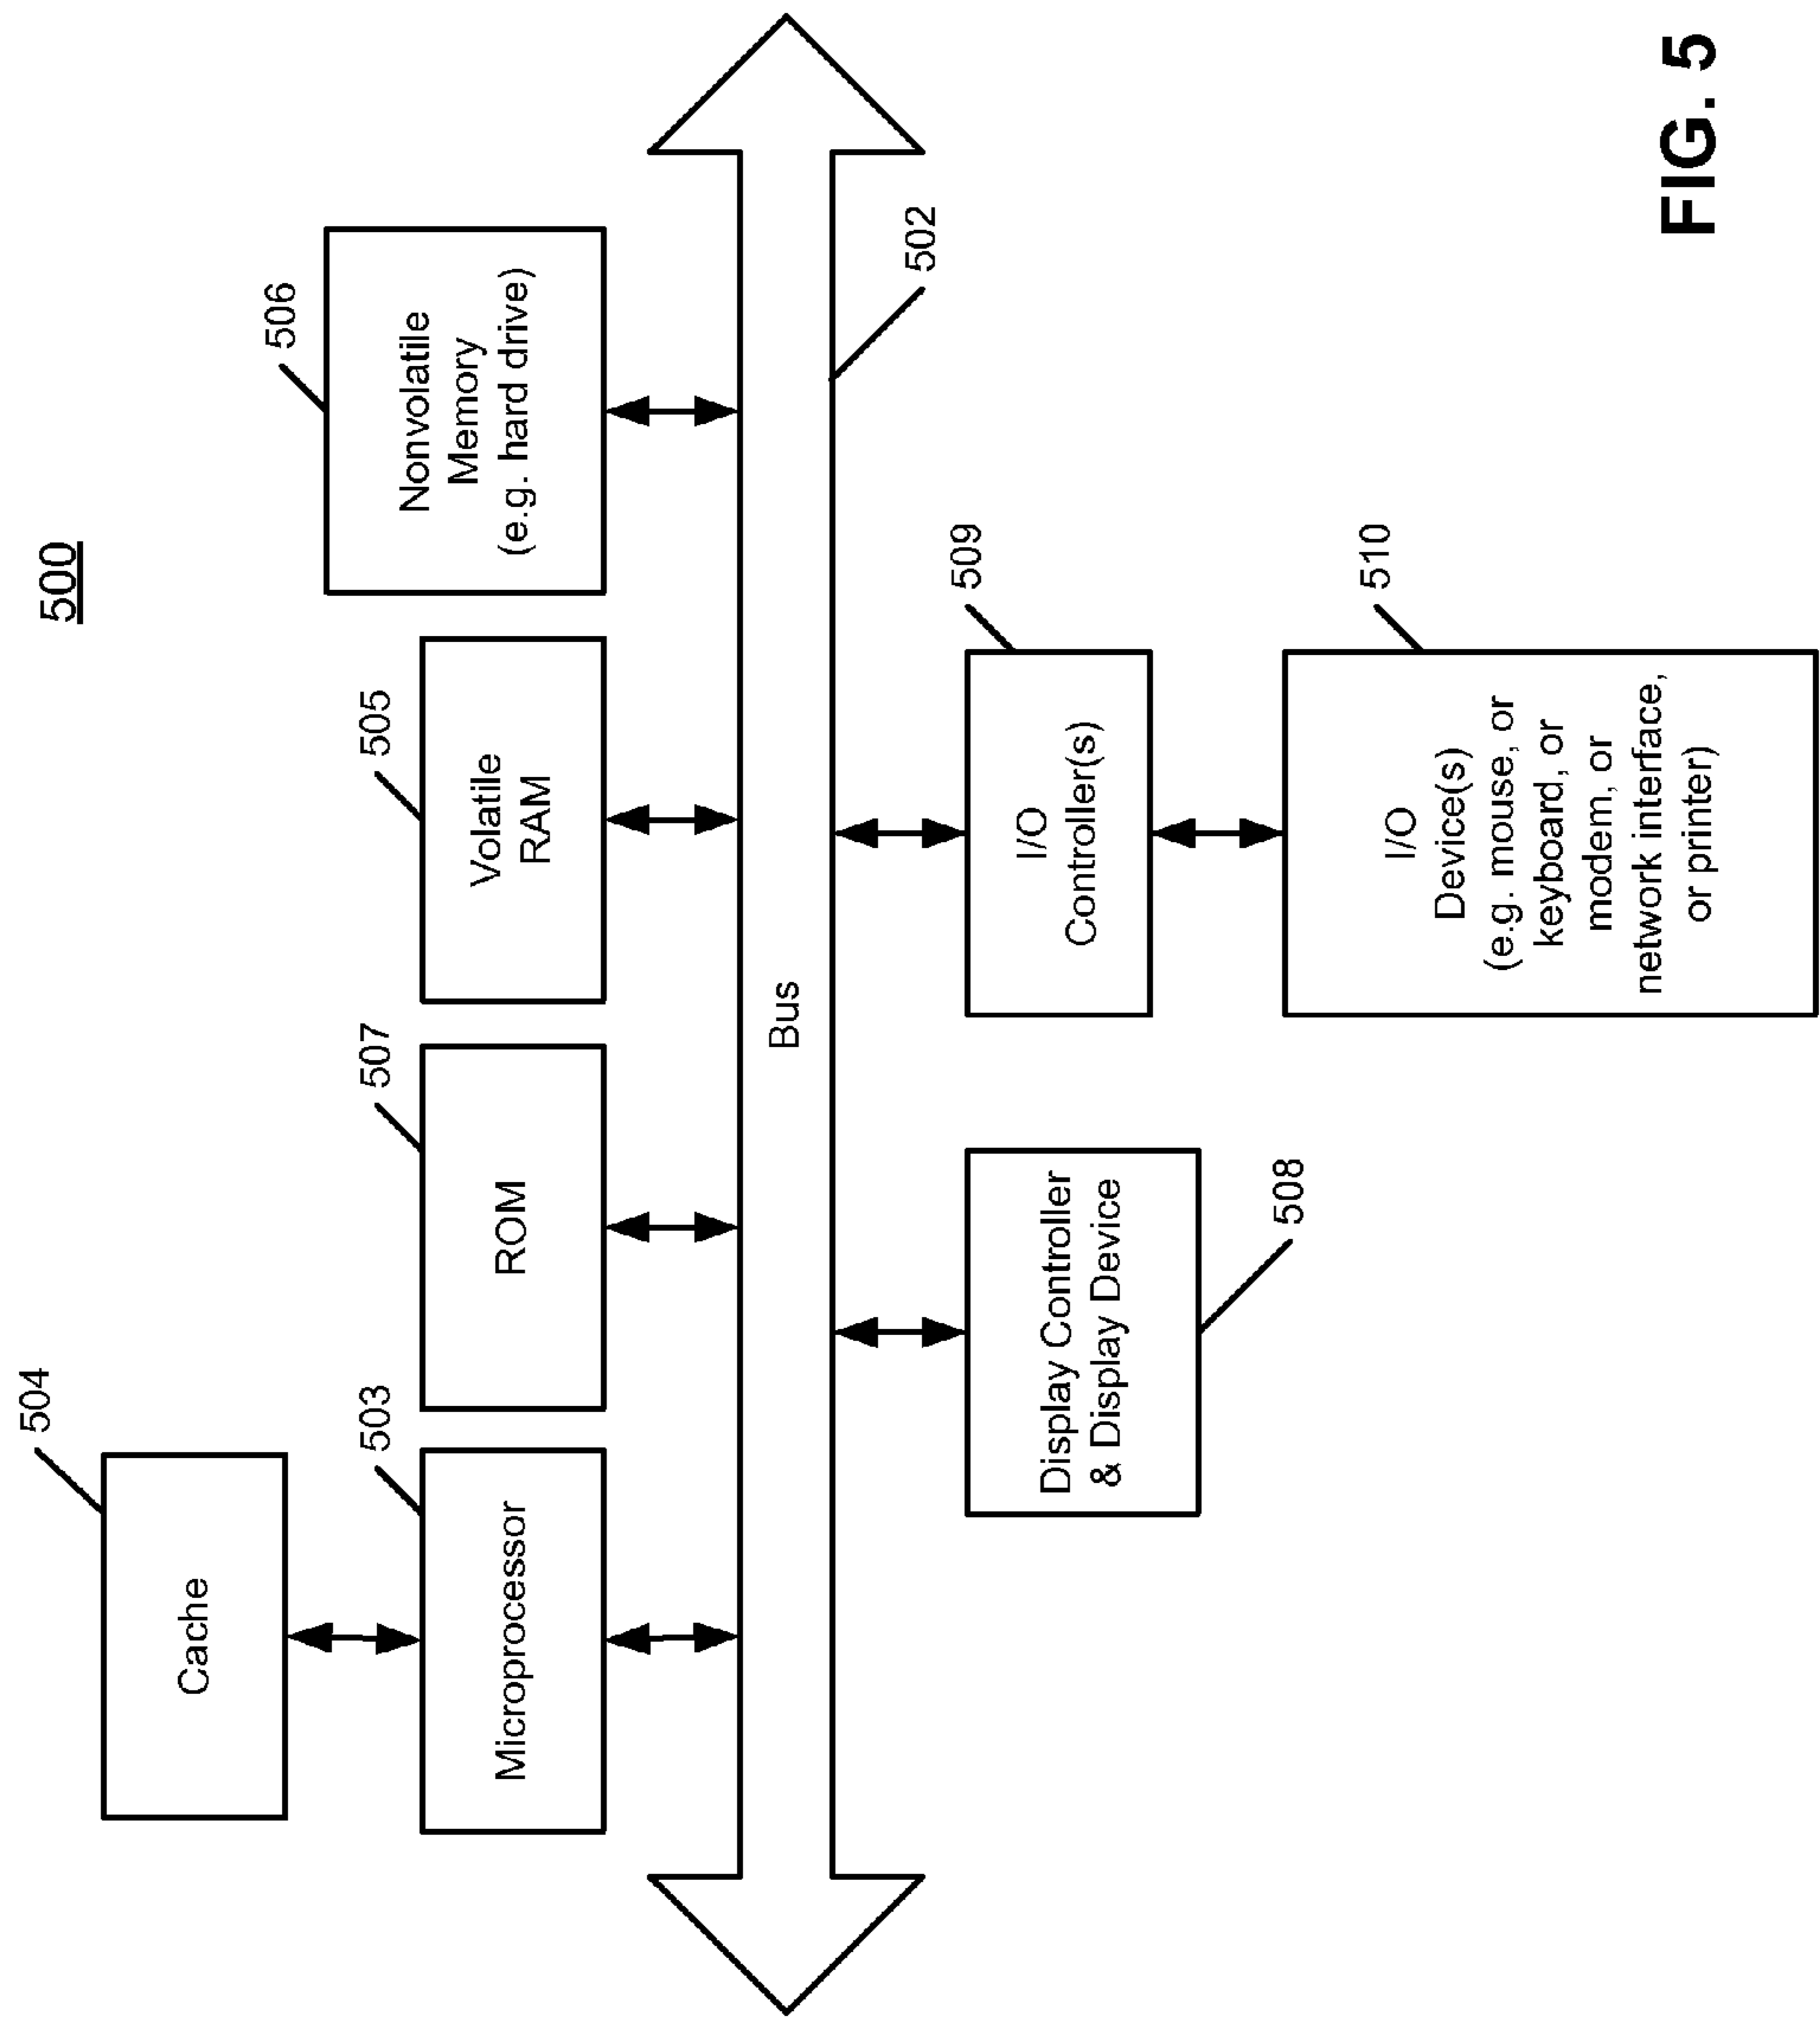 500
504
Cache
503
Microprocessor
507
ROM
505
Volatile
RAM
506
Nonvolatile
Memory
(e.g. hard drive)
Bus
502
Display Controller
& Display Device
508
509
I/O
Controller(s)
510
I/O
Device(s)
(e.g. mouse, or
keyboard, or
modem, or
network interface,
or printer)
FIG. 5